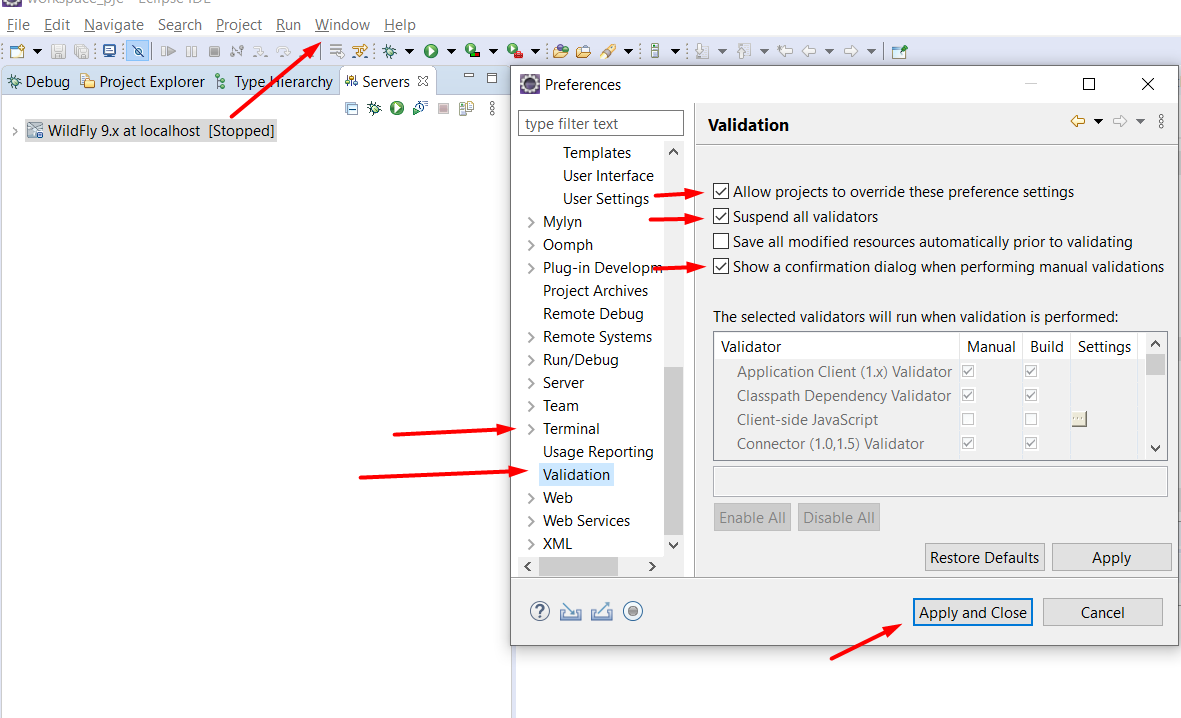 workspace_pje - Eclipse IDE
File Edit Navigate Search Project Run Window Help
Debug Project Explorer Type Hierarchy Servers
WildFly 9.x at localhost [Stopped]
Preferences
type filter text
Templates
User Interface
User Settings
Mylyn
Oomph
Plug-in Developm
Project Archives
Remote Debug
Remote Systems
Run/Debug
Server
Team
Terminal
Usage Reporting
Validation
Web
Web Services
XML
Validation
Allow projects to override these preference settings
Suspend all validators
Save all modified resources automatically prior to validating
Show a confirmation dialog when performing manual validations
The selected validators will run when validation is performed:
Validator Manual Build Settings
Application Client (1.x) Validator
Classpath Dependency Validator
Client-side JavaScript ...
Connector (1.0,1.5) Validator
Enable All Disable All
Restore Defaults Apply
? Apply and Close Cancel